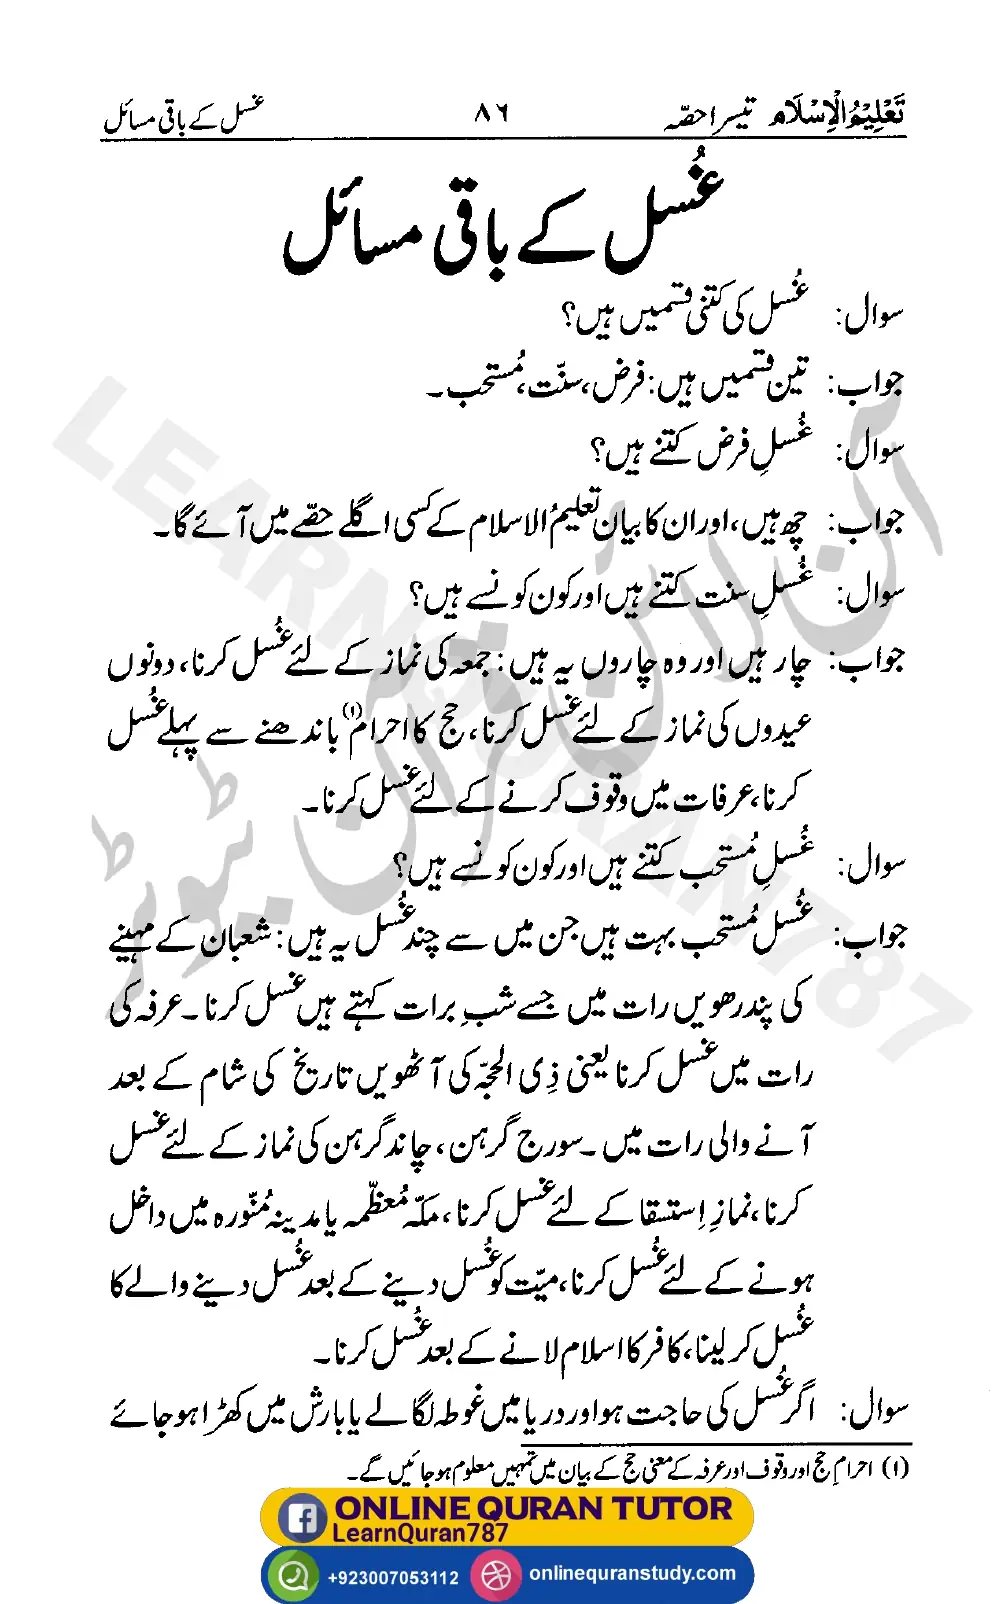 تَعْلِيْمُ الْاِسْلَام تیسرا حصّہ ۸۶ غسل کے باقی مسائل
غُسل کے باقی مسائل
سوال: غُسل کی کتنی قسمیں ہیں؟
جواب: تین قسمیں ہیں: فرض، سنّت، مُستحب۔
سوال: غُسلِ فرض کتنے ہیں؟
جواب: چھ ہیں، اور ان کا بیان تعلیمُ الاسلام کے کسی اگلے حصّے میں آئے گا۔
سوال: غُسلِ سنت کتنے ہیں اور کون کونسے ہیں؟
جواب: چار ہیں اور وہ چاروں یہ ہیں: جمعہ کی نماز کے لئے غُسل کرنا، دونوں
عیدوں کی نماز کے لئے غسل کرنا، حج کا احرام(۱) باندھنے سے پہلے غُسل
کرنا، عرفات میں وقوف کرنے کے لئے غسل کرنا۔
سوال: غُسلِ مُستحب کتنے ہیں اور کون کونسے ہیں؟
جواب: غُسل مُستحب بہت ہیں جن میں سے چند غُسل یہ ہیں: شعبان کے مہینے
کی پندرھویں رات میں جسے شبِ برات کہتے ہیں غسل کرنا۔ عرفہ کی
رات میں غسل کرنا یعنی ذِی الحجّہ کی آٹھویں تاریخ کی شام کے بعد
آنے والی رات میں۔ سورج گرہن، چاند گرہن کی نماز کے لئے غسل
کرنا، نمازِ اِستسقا کے لئے غسل کرنا، مکّہ مُعظّمہ یا مدینہ مُنوّرہ میں داخل
ہونے کے لئے غُسل کرنا، میّت کو غُسل دینے کے بعد غُسل دینے والے کا
غُسل کر لینا، کافر کا اسلام لانے کے بعد غُسل کرنا۔
سوال: اگر غُسل کی حاجت ہو اور دریا میں غوطہ لگالے یا بارش میں کھڑا ہو جائے
(۱) احرامِ حج اور وقوف اور عرفہ کے معنی حج کے بیان میں تمہیں معلوم ہو جائیں گے۔
LEARNQURAN787
آن لائن قرآن ٹیوٹر
ONLINE QURAN TUTOR
LearnQuran787
+923007053112 onlinequranstudy.com